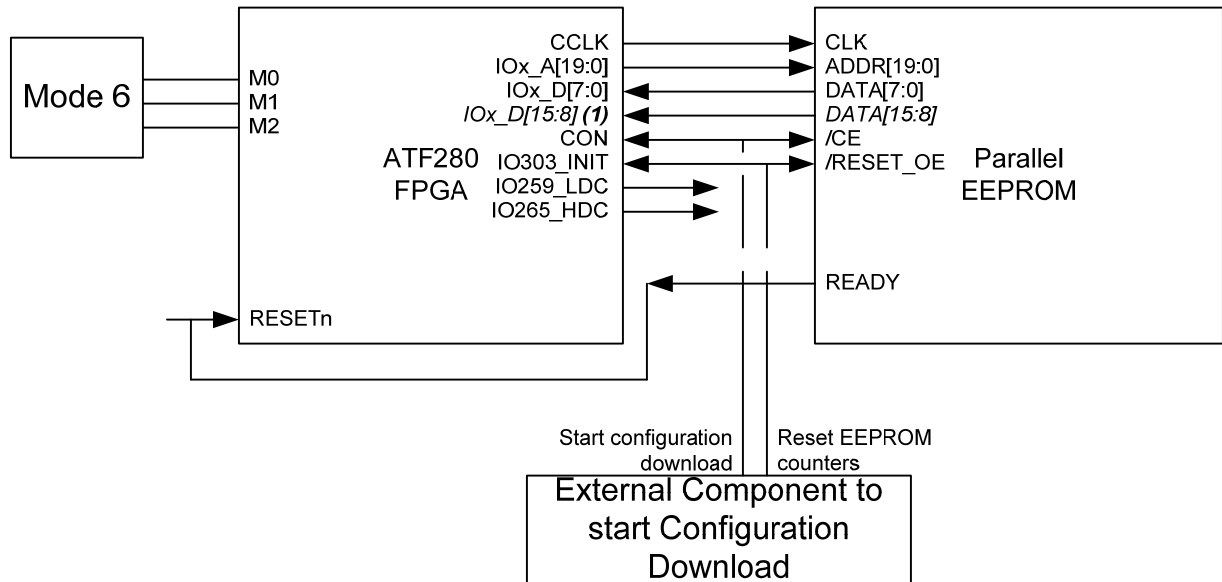 Mode 6
M0
M1
M2
RESETn
ATF280
FPGA
CCLK
IOx_A[19:0]
IOx_D[7:0]
IOx_D[15:8] (1)
CON
IO303_INIT
IO259_LDC
IO265_HDC
CLK
ADDR[19:0]
DATA[7:0]
DATA[15:8]
/CE
/RESET_OE
READY
Parallel
EEPROM
Start configuration
download
Reset EEPROM
counters
External Component to
start Configuration
Download